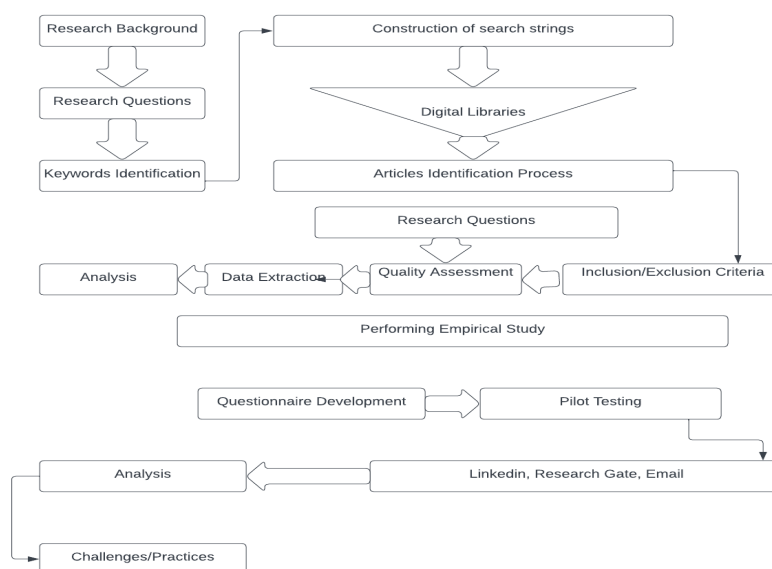 Research Background
Construction of search strings
Research Questions
Digital Libraries
Keywords Identification
Articles Identification Process
Research Questions
Analysis
Data Extraction
Quality Assessment
Inclusion/Exclusion Criteria
Performing Empirical Study
Questionnaire Development
Pilot Testing
Analysis
Linkedin, Research Gate, Email
Challenges/Practices